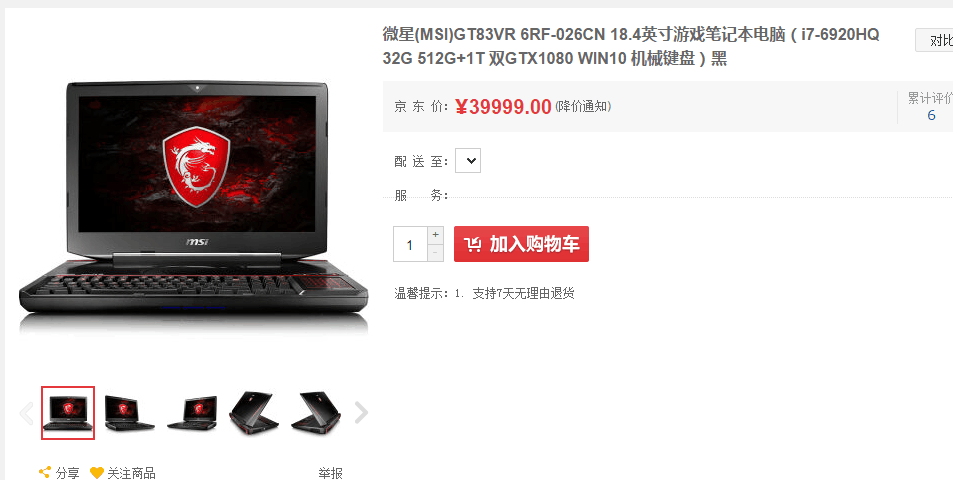 微星(MSI)GT83VR 6RF-026CN 18.4英寸游戏笔记本电脑（i7-6920HQ
32G 512G+1T 双GTX1080 WIN10 机械键盘）黑
对比
京 东 价： ¥39999.00 (降价通知)
累计评价
6
配 送 至：
服 务：
1 + -
加入购物车
温馨提示：1. 支持7天无理由退货
msi
分享 关注商品 举报